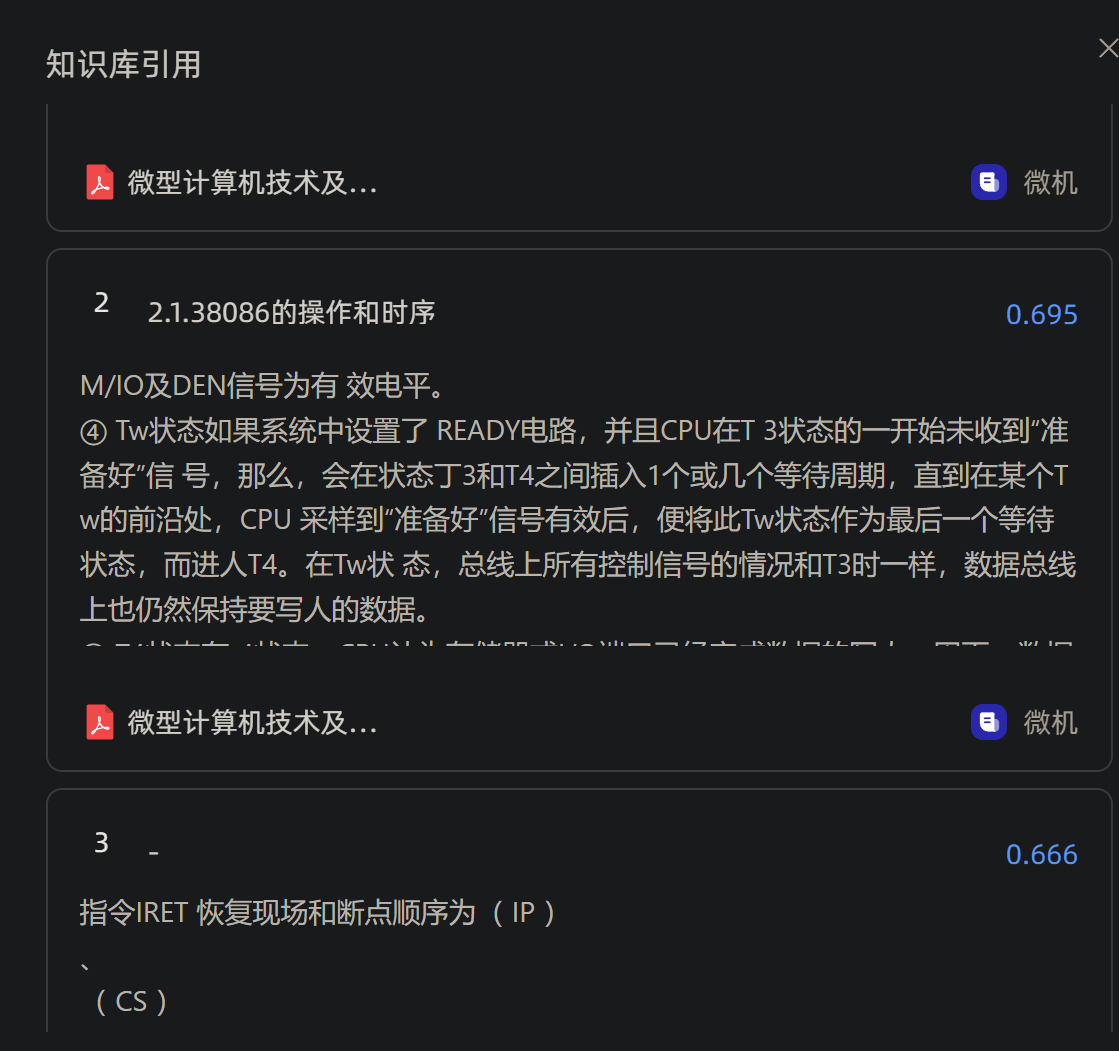 知识库引用
微型计算机技术及...
微机
2
2.1.38086的操作和时序
0.695
M/IO及DEN信号为有 效电平。
④ Tw状态如果系统中设置了 READY电路，并且CPU在T 3状态的一开始未收到“准
备好”信 号，那么，会在状态丁3和T4之间插入1个或几个等待周期，直到在某个T
w的前沿处，CPU 采样到“准备好”信号有效后，便将此Tw状态作为最后一个等待
状态，而进人T4。在Tw状 态，总线上所有控制信号的情况和T3时一样，数据总线
上也仍然保持要写人的数据。
微型计算机技术及...
微机
3
-
0.666
指令IRET 恢复现场和断点顺序为（ IP ）
、
（ CS ）